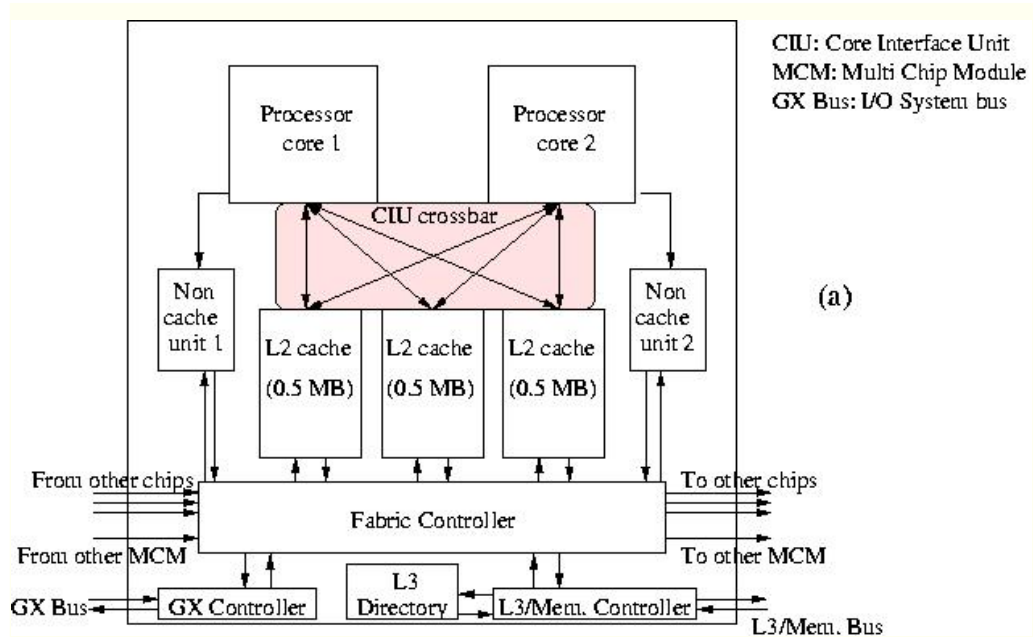 CIU: Core Interface Unit
MCM: Multi Chip Module
GX Bus: I/O System bus
Processor
core 1
Processor
core 2
CIU crossbar
Non
cache
unit 1
Non
cache
unit 2
(a)
L2 cache
(0.5 MB)
L2 cache
(0.5 MB)
L2 cache
(0.5 MB)
From other chips
To other chips
Fabric Controller
From other MCM
To other MCM
GX Bus
GX Controller
L3
Directory
L3/Mem. Controller
L3/Mem. Bus